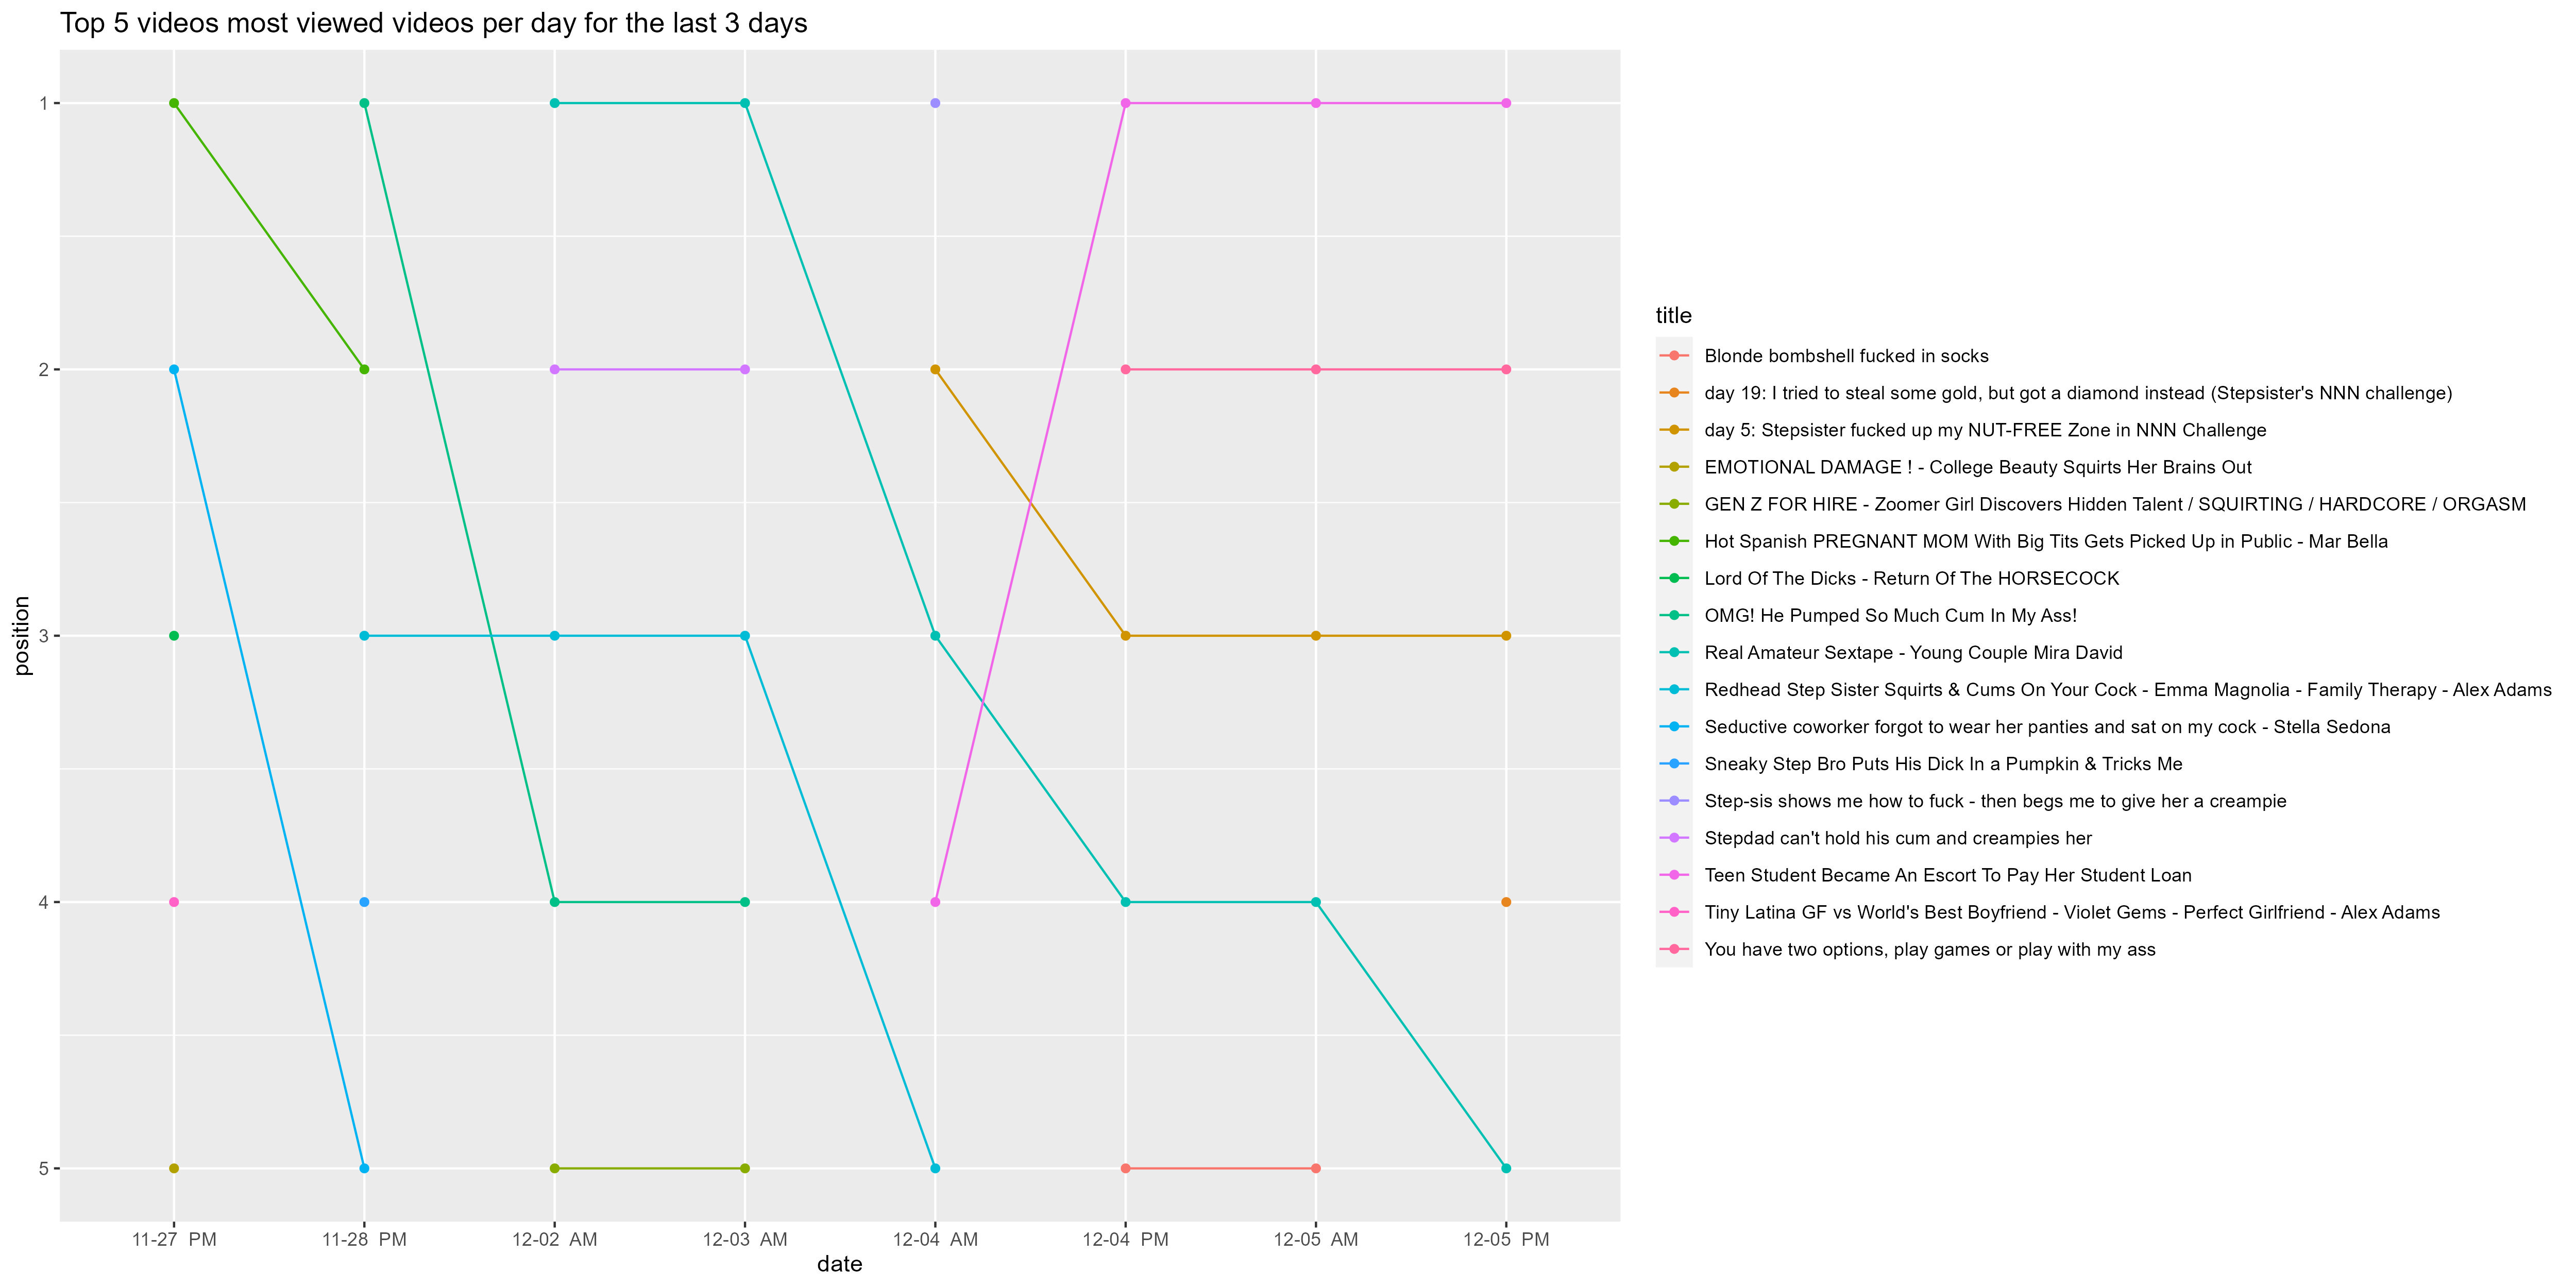 Top 5 videos most viewed videos per day for the last 3 days
position
1
2
3
4
5
11-27 PM
11-28 PM
12-02 AM
12-03 AM
12-04 AM
12-04 PM
12-05 AM
12-05 PM
date
title
Blonde bombshell fucked in socks
day 19: I tried to steal some gold, but got a diamond instead (Stepsister's NNN challenge)
day 5: Stepsister fucked up my NUT-FREE Zone in NNN Challenge
EMOTIONAL DAMAGE ! - College Beauty Squirts Her Brains Out
GEN Z FOR HIRE - Zoomer Girl Discovers Hidden Talent / SQUIRTING / HARDCORE / ORGASM
Hot Spanish PREGNANT MOM With Big Tits Gets Picked Up in Public - Mar Bella
Lord Of The Dicks - Return Of The HORSECOCK
OMG! He Pumped So Much Cum In My Ass!
Real Amateur Sextape - Young Couple Mira David
Redhead Step Sister Squirts & Cums On Your Cock - Emma Magnolia - Family Therapy - Alex Adams
Seductive coworker forgot to wear her panties and sat on my cock - Stella Sedona
Sneaky Step Bro Puts His Dick In a Pumpkin & Tricks Me
Step-sis shows me how to fuck - then begs me to give her a creampie
Stepdad can't hold his cum and creampies her
Teen Student Became An Escort To Pay Her Student Loan
Tiny Latina GF vs World's Best Boyfriend - Violet Gems - Perfect Girlfriend - Alex Adams
You have two options, play games or play with my ass